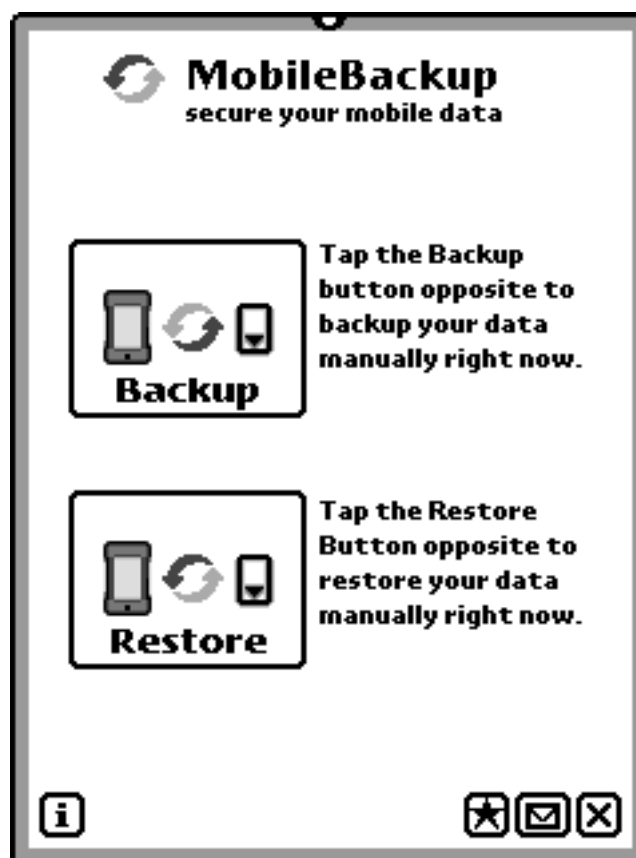 MobileBackup
secure your mobile data
Tap the Backup
button opposite to
backup your data
manually right now.
Backup
Tap the Restore
Button opposite to
restore your data
manually right now.
Restore
i